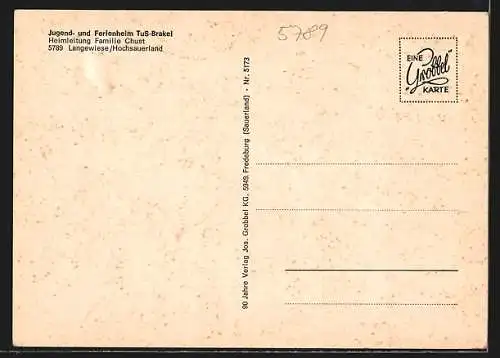 Jugend- und Ferienheim TuS-Brakel
Heimleitung Familie Chust
5789 Langewiese/Hochsauerland
5789
EINE
„Grobbel"
KARTE
90 Jahre Verlag Jos. Grobbel KG, 5949 Fredeburg (Sauerland) - Nr. 5173